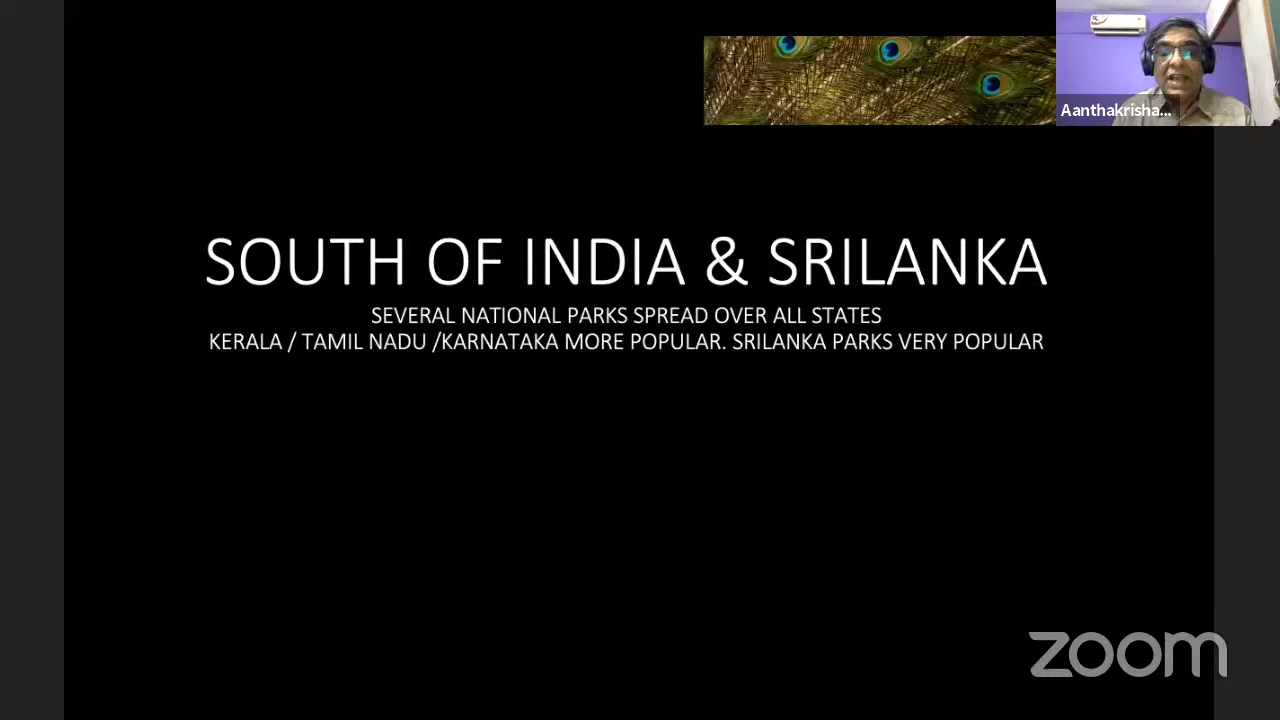 Aanthakrisha...
SOUTH OF INDIA & SRILANKA
SEVERAL NATIONAL PARKS SPREAD OVER ALL STATES
KERALA / TAMIL NADU /KARNATAKA MORE POPULAR. SRILANKA PARKS VERY POPULAR
zoom